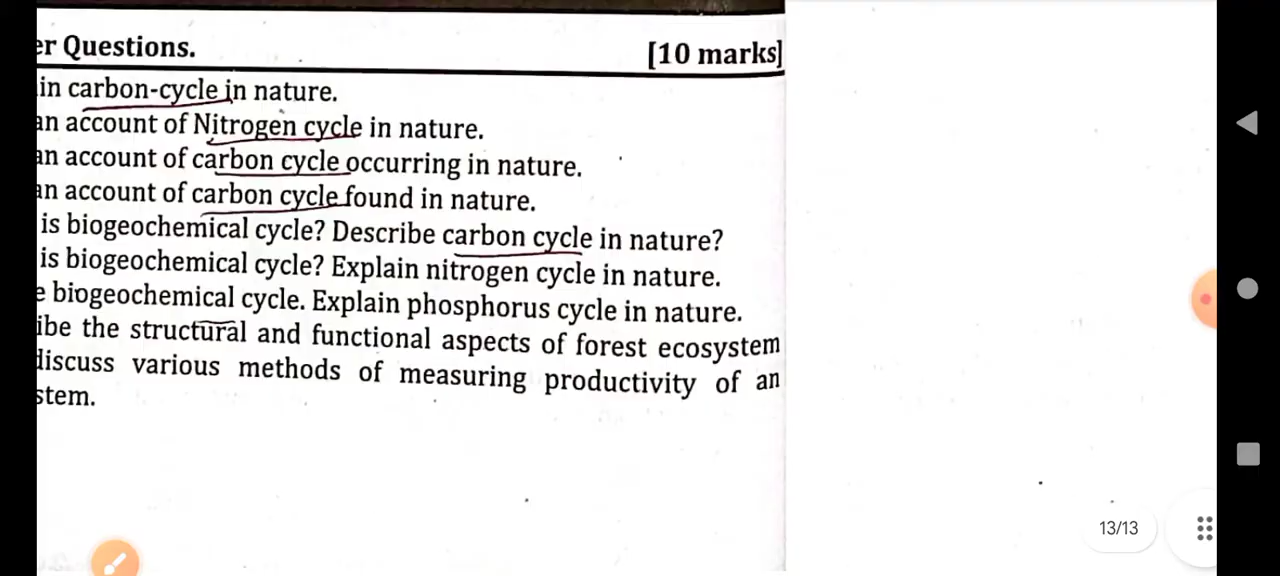 er Questions. [10 marks]
in carbon-cycle in nature.
an account of Nitrogen cycle in nature.
an account of carbon cycle occurring in nature.
an account of carbon cycle found in nature.
is biogeochemical cycle? Describe carbon cycle in nature?
is biogeochemical cycle? Explain nitrogen cycle in nature.
e biogeochemical cycle. Explain phosphorus cycle in nature.
ibe the structural and functional aspects of forest ecosystem
discuss various methods of measuring productivity of an
stem.
13/13